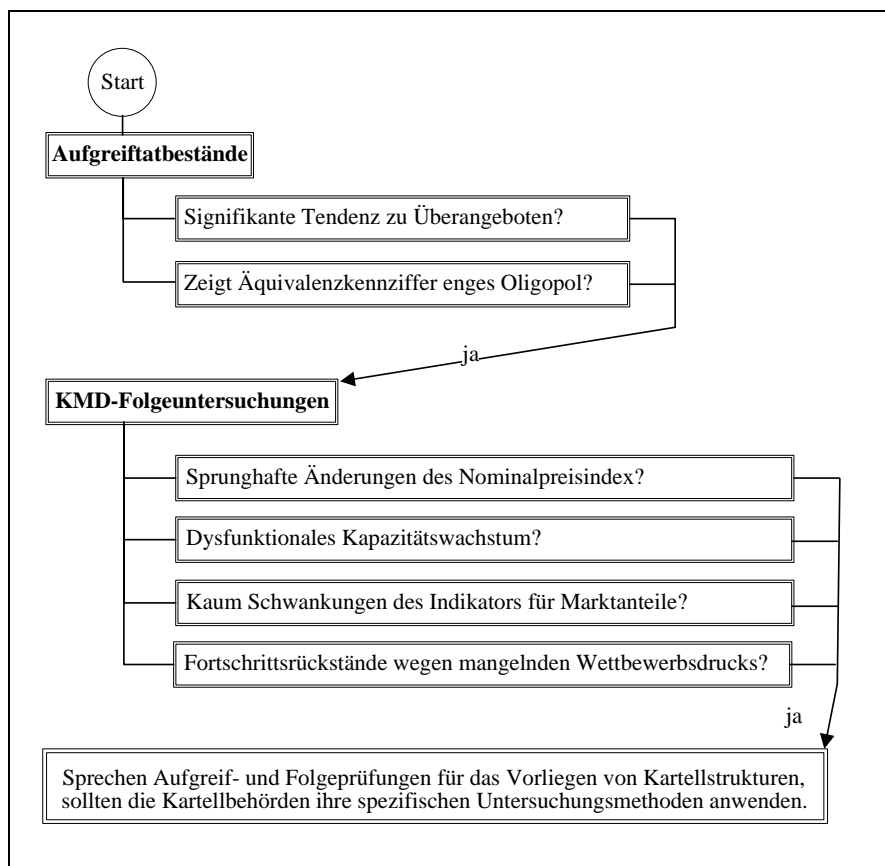 Start
Aufgreiftatbestände
Signifikante Tendenz zu Überangeboten?
Zeigt Äquivalenzkennziffer enges Oligopol?
ja
KMD-Folgeuntersuchungen
Sprunghafte Änderungen des Nominalpreisindex?
Dysfunktionales Kapazitätswachstum?
Kaum Schwankungen des Indikators für Marktanteile?
Fortschrittsrückstände wegen mangelnden Wettbewerbsdrucks?
ja
Sprechen Aufgreif- und Folgeprüfungen für das Vorliegen von Kartellstrukturen,
sollten die Kartellbehörden ihre spezifischen Untersuchungsmethoden anwenden.